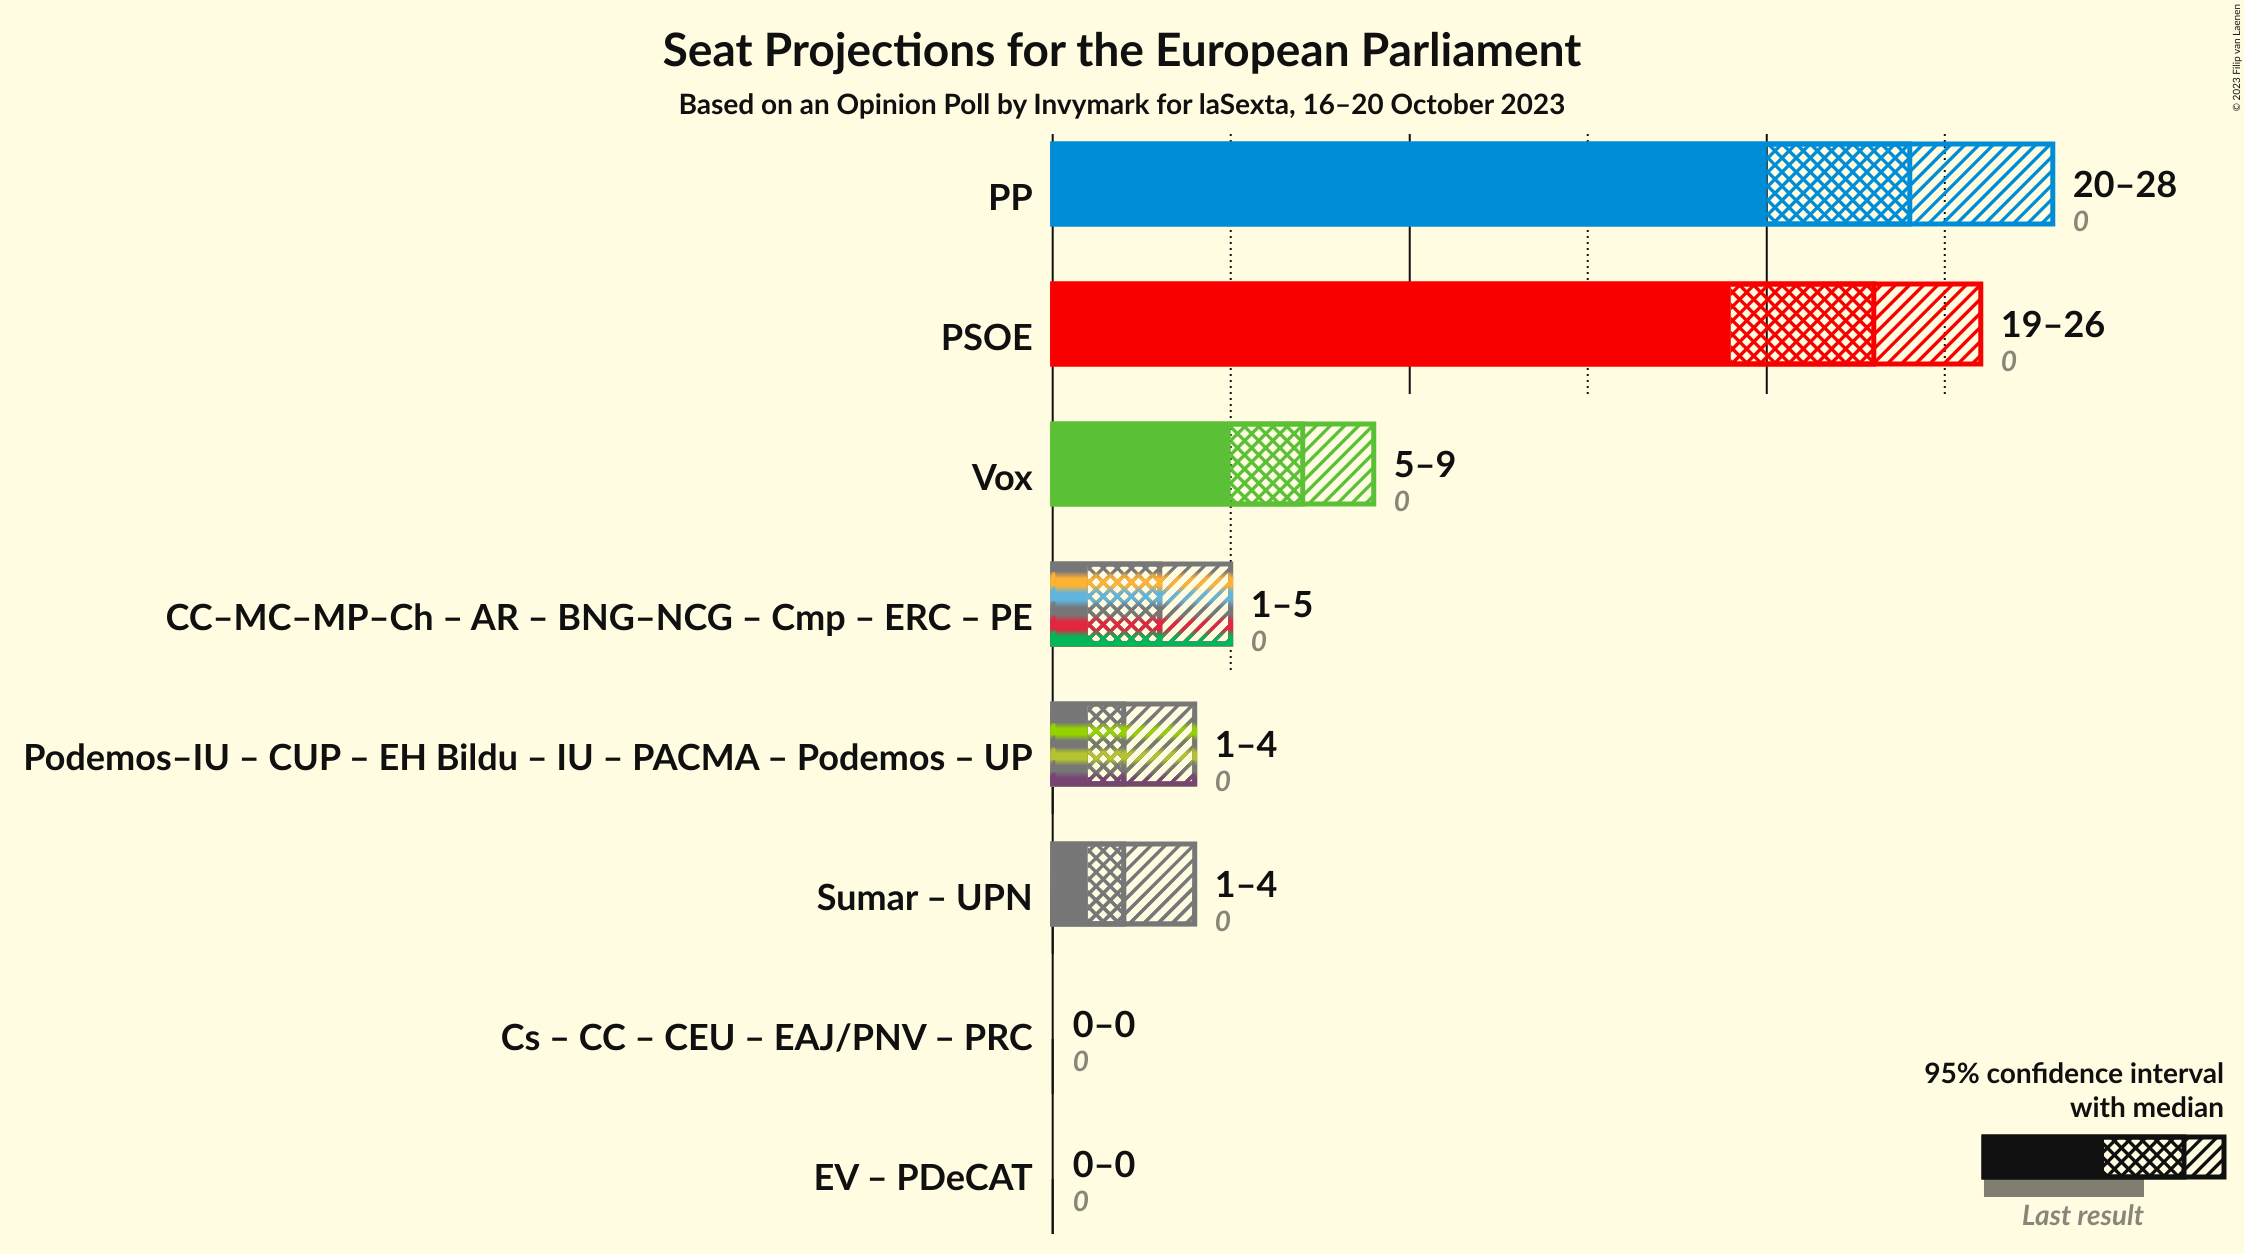 Seat Projections for the European Parliament
Based on an Opinion Poll by Invymark for laSexta, 16–20 October 2023
© 2023 Filip van Laenen
PP
20–28
0
PSOE
19–26
0
Vox
5–9
0
CC–MC–MP–Ch – AR – BNG–NCG – Cmp – ERC – PE
1–5
0
Podemos–IU – CUP – EH Bildu – IU – PACMA – Podemos – UP
1–4
0
Sumar – UPN
1–4
0
Cs – CC – CEU – EAJ/PNV – PRC
0–0
0
EV – PDeCAT
0–0
0
95% confidence interval
with median
Last result